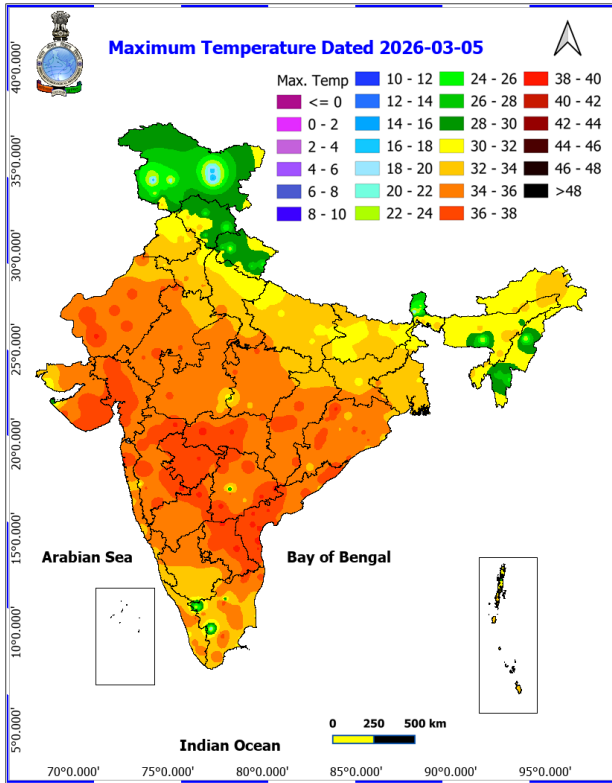 Maximum Temperature Dated 2026-03-05
Max. Temp
<= 0
0 - 2
2 - 4
4 - 6
6 - 8
8 - 10
10 - 12
12 - 14
14 - 16
16 - 18
18 - 20
20 - 22
22 - 24
24 - 26
26 - 28
28 - 30
30 - 32
32 - 34
34 - 36
36 - 38
38 - 40
40 - 42
42 - 44
44 - 46
46 - 48
>48
40°0.000'
35°0.000'
30°0.000'
25°0.000'
20°0.000'
15°0.000'
10°0.000'
5°0.000'
Arabian Sea
Bay of Bengal
0 250 500 km
Indian Ocean
70°0.000' 75°0.000' 80°0.000' 85°0.000' 90°0.000' 95°0.000'